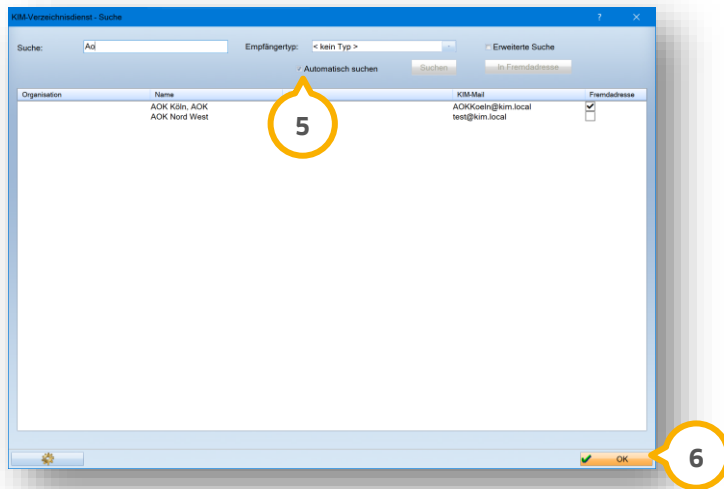 KIM-Verzeichnisdienst - Suche ? ×
Suche: Ao Empfängertyp: < kein Typ > Erweiterte Suche
Automatisch suchen Suchen In Fremdadresse
Organisation Name KIM-Mail Fremdadresse
AOK Köln, AOK AOKKoeln@kim.local
AOK Nord West test@kim.local
5
OK 6